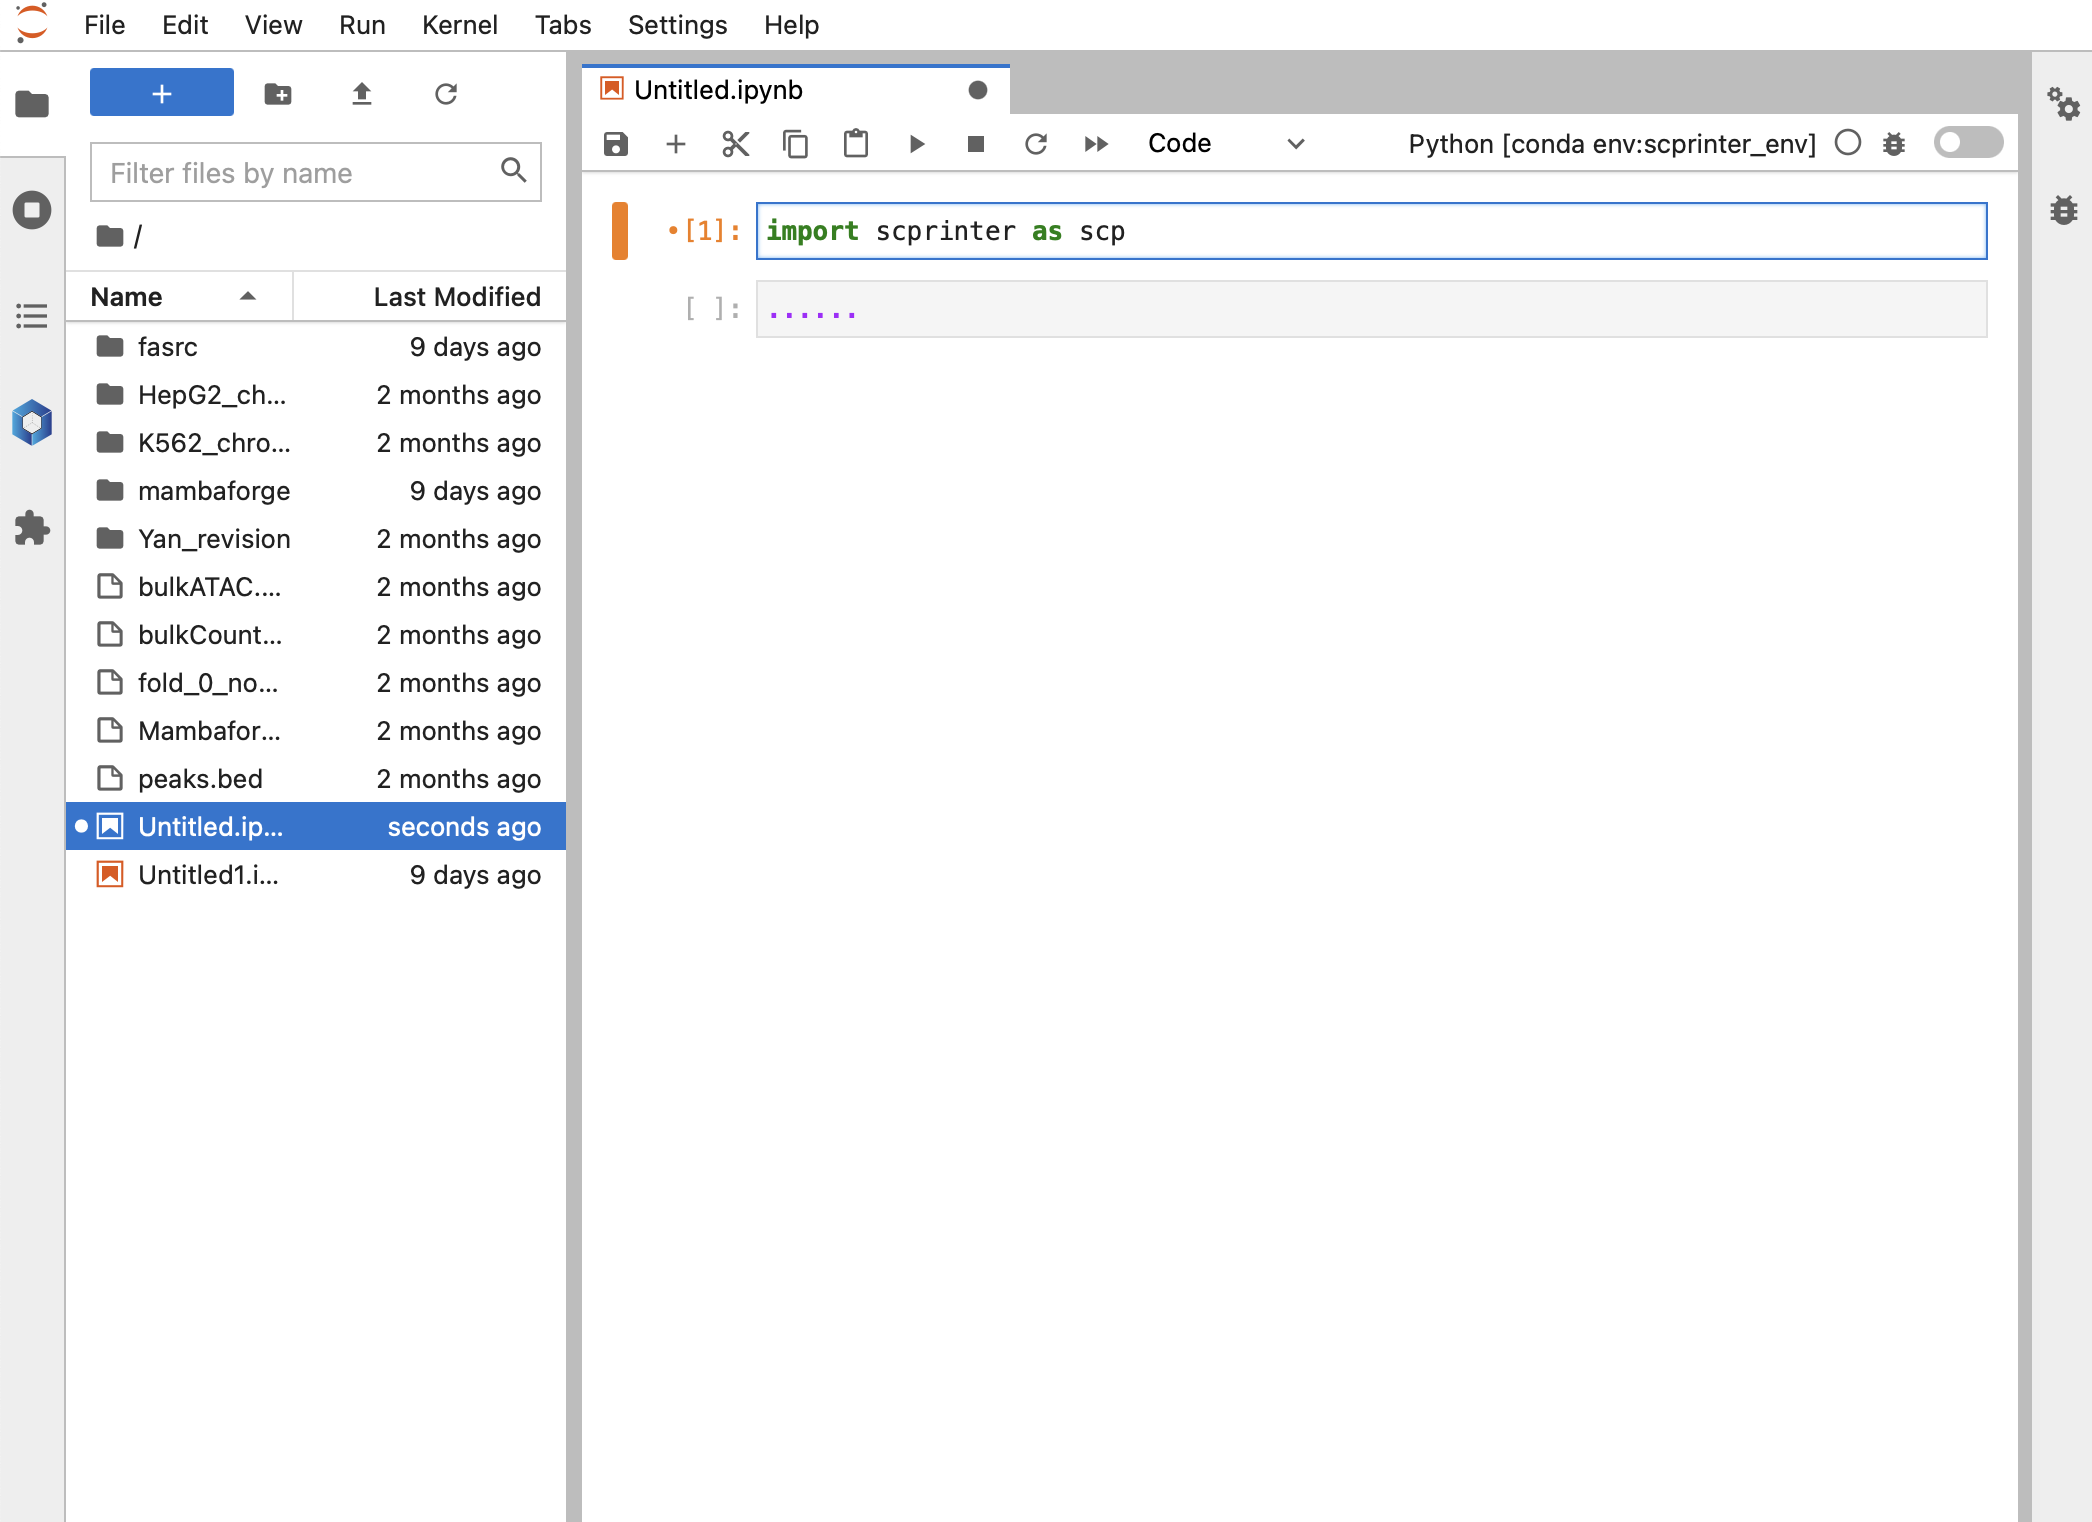 File Edit View Run Kernel Tabs Settings Help
+
Filter files by name
/
Name Last Modified
fasrc 9 days ago
HepG2_ch... 2 months ago
K562_chro... 2 months ago
mambaforge 9 days ago
Yan_revision 2 months ago
bulkATAC.... 2 months ago
bulkCount... 2 months ago
fold_0_no... 2 months ago
Mambafor... 2 months ago
peaks.bed 2 months ago
Untitled.ip... seconds ago
Untitled1.i... 9 days ago
Untitled.ipynb
Code Python [conda env:scprinter_env]
•[1]: import scprinter as scp
[ ]: ......